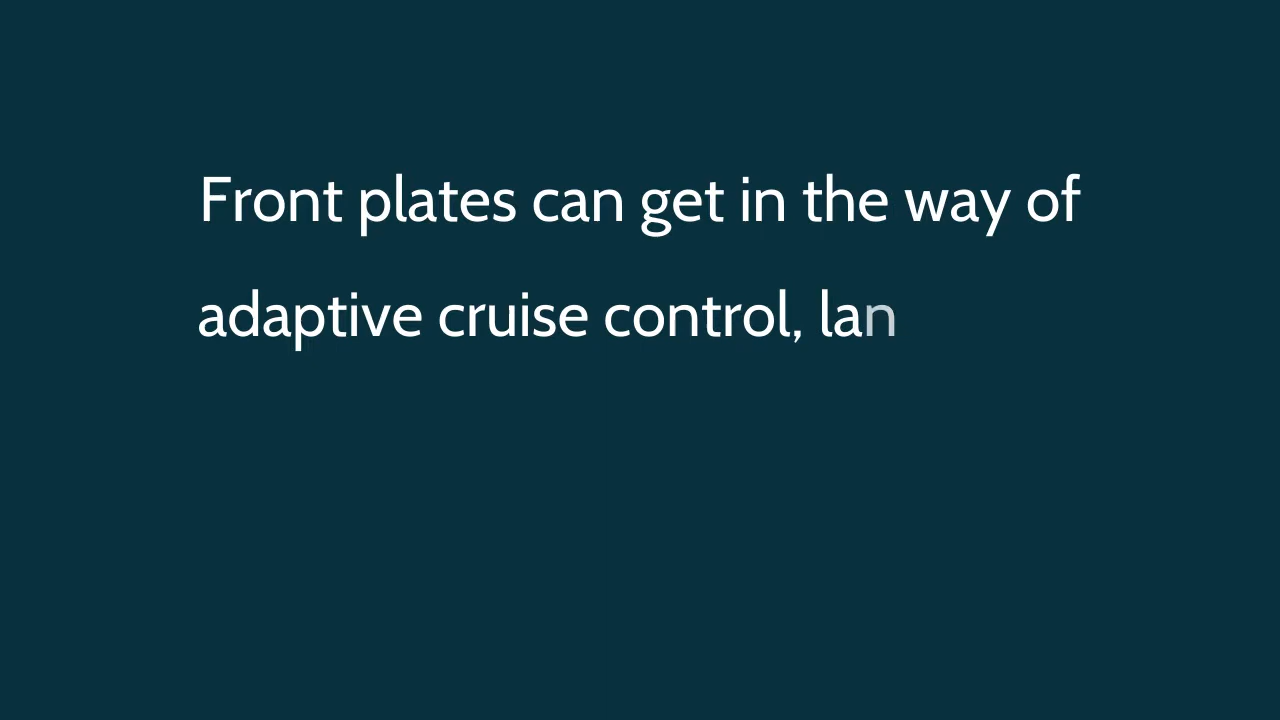 Front plates can get in the way of
adaptive cruise control, lan